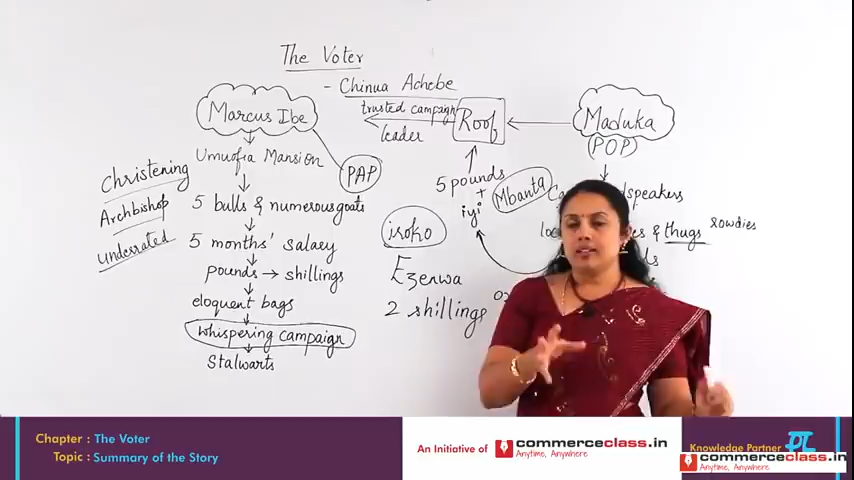 The Voter
- Chinua Achebe
Marcus Ibe
trusted campaign
leader
Roof
Maduka
(POP)
Umuofia Mansion
PAP
Christening
Archbishop
underrated
5 bulls & numerous goats
5 months' salary
pounds → shillings
eloquent bags
whispering campaign
Stalwarts
5 pounds
+
iyi
Mbanta
iroko
Ezenwa
2 shillings
& thugs rowdies
Chapter : The Voter
Topic : Summary of the Story
An Initiative of commerceclass.in
Anytime, Anywhere
Knowledge Partner
commerceclass.in
Anytime, Anywhere